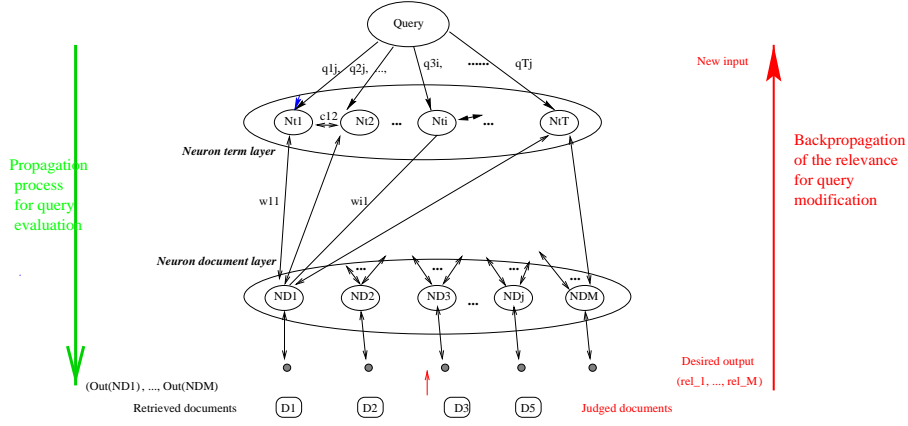 Query
New input
q1j, q2j, ..., q3i, ...... qTj
c12
Nt1 Nt2 ... Nti ... NtT
Neuron term layer
Propagation
process
for query
evaluation
Backpropagation
of the relevance
for query
modification
w11 wi1
Neuron document layer
... ... ... ...
ND1 ND2 ND3 ... NDj NDM
Desired output
(rel_1, ..., rel_M)
(Out(ND1) , ..., Out(NDM)
Retrieved documents D1 D2 D3 D5 Judged documents